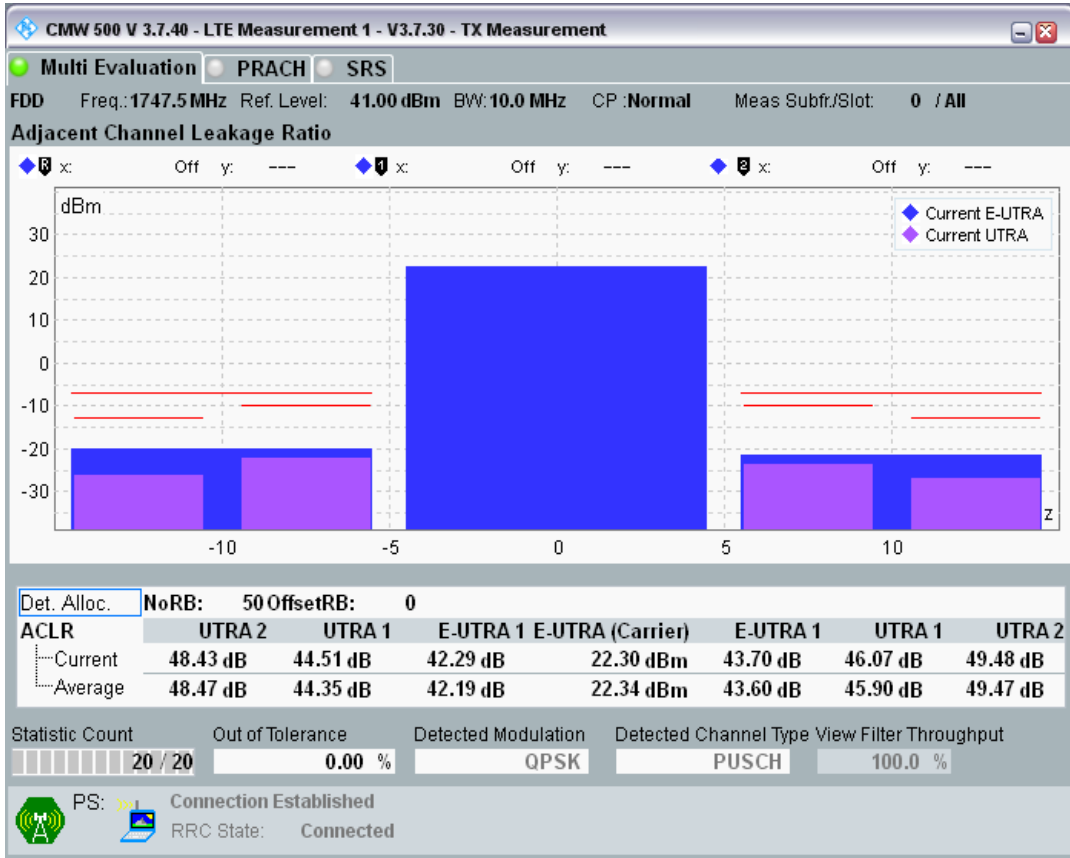 CMW 500 V 3.7.40 - LTE Measurement 1 - V3.7.30 - TX Measurement
Multi Evaluation PRACH SRS
FDD Freq.: 1747.5 MHz Ref. Level: 41.00 dBm BW: 10.0 MHz CP : Normal Meas Subfr./Slot: 0 / All
Adjacent Channel Leakage Ratio
R x: Off y: --- 1 x: Off y: --- 2 x: Off y: ---
dBm
Current E-UTRA
Current UTRA
30
20
10
0
-10
-20
-30
z
-10 -5 0 5 10
Det. Alloc. NoRB: 50 OffsetRB: 0
ACLR UTRA 2 UTRA 1 E-UTRA 1 E-UTRA (Carrier) E-UTRA 1 UTRA 1 UTRA 2
Current 48.43 dB 44.51 dB 42.29 dB 22.30 dBm 43.70 dB 46.07 dB 49.48 dB
Average 48.47 dB 44.35 dB 42.19 dB 22.34 dBm 43.60 dB 45.90 dB 49.47 dB
Statistic Count Out of Tolerance Detected Modulation Detected Channel Type View Filter Throughput
20 / 20 0.00 % QPSK PUSCH 100.0 %
PS: Connection Established
RRC State: Connected